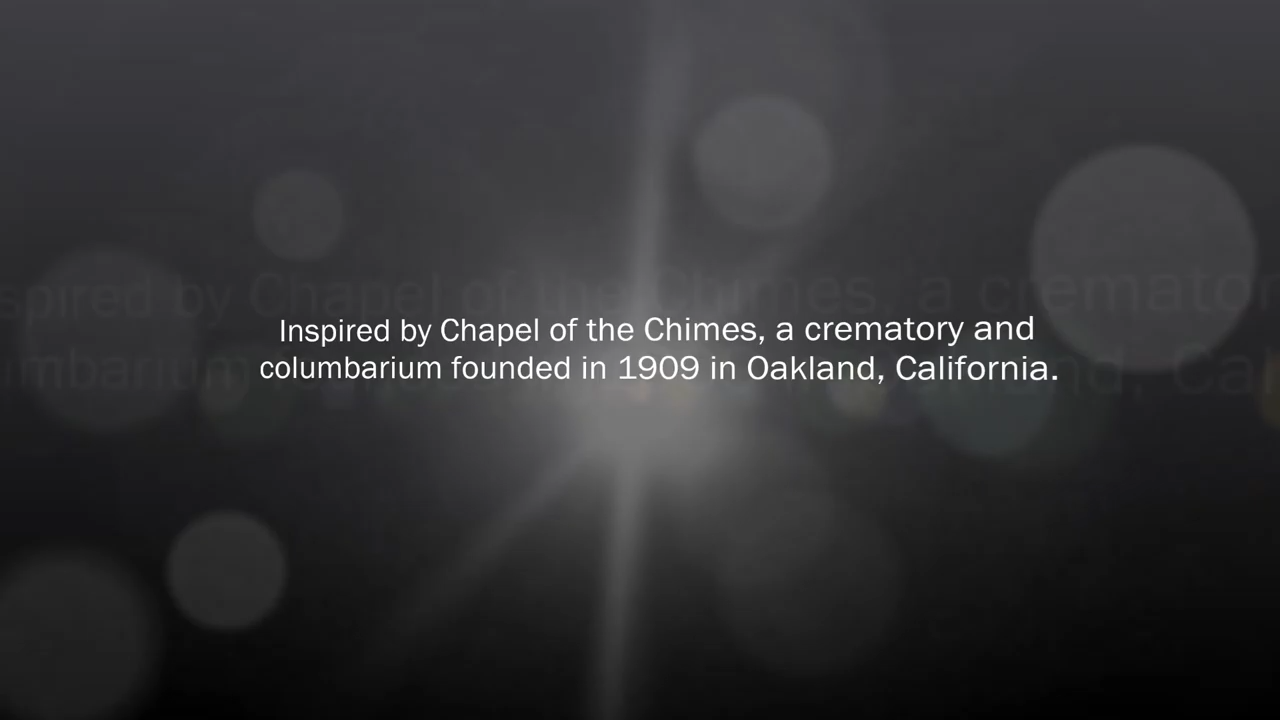 Inspired by Chapel of the Chimes, a crematory and
columbarium founded in 1909 in Oakland, California.